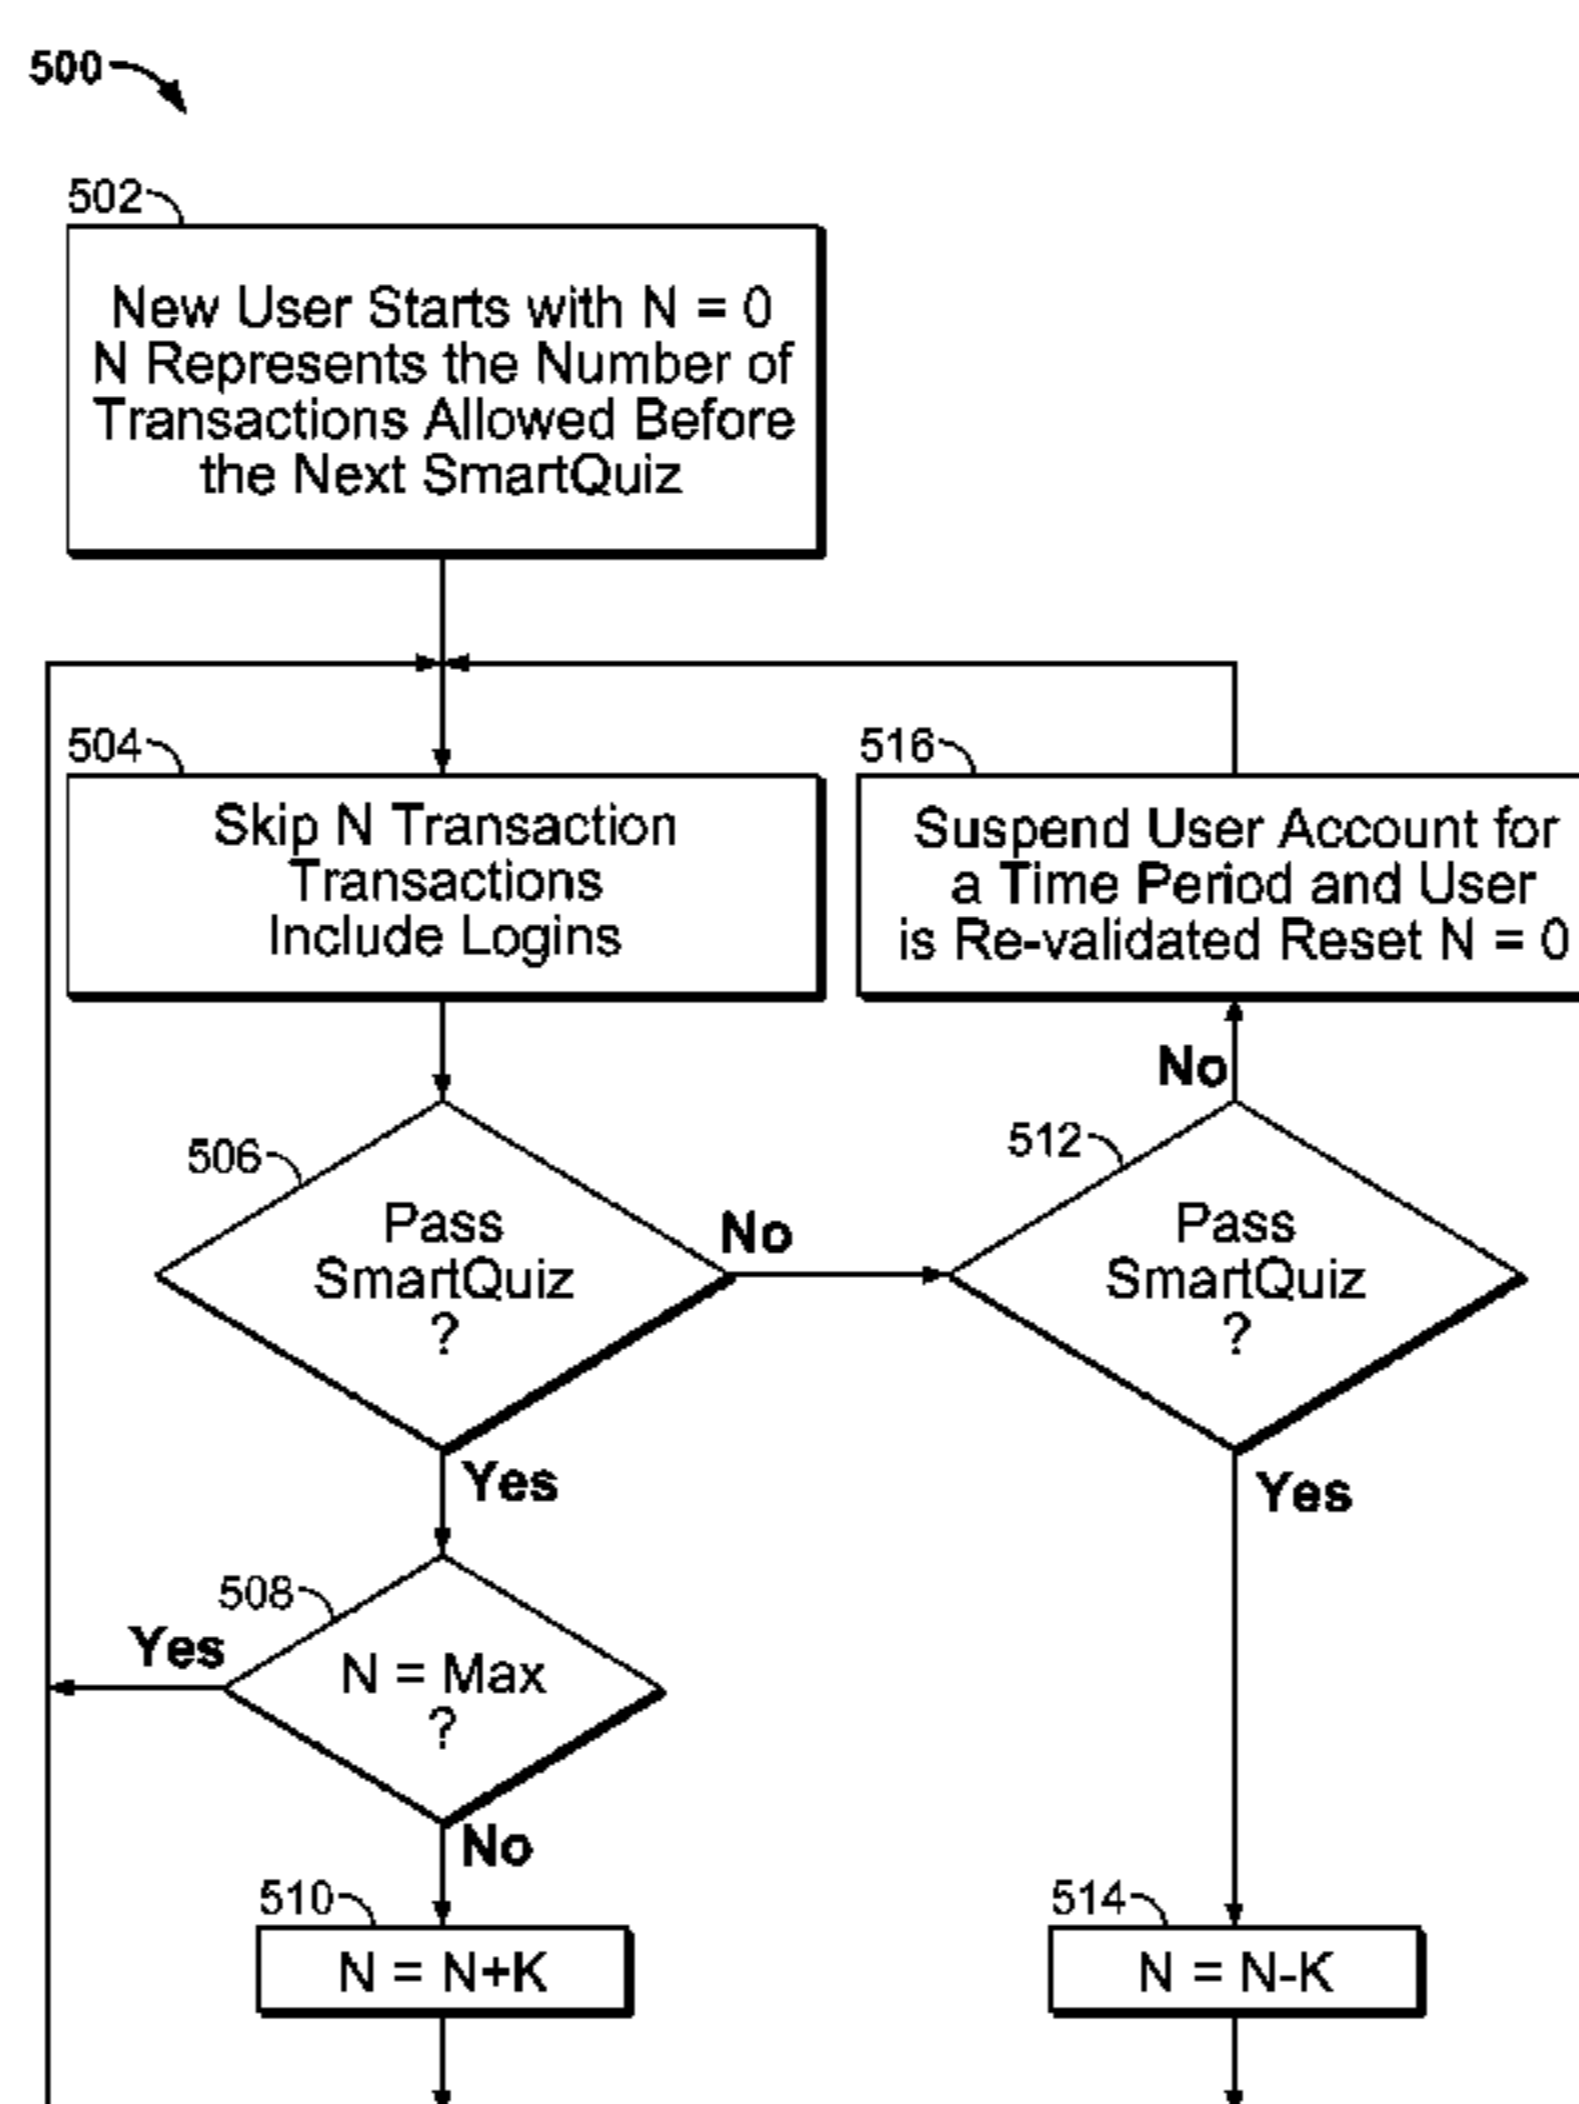 500
502
New User Starts with N = 0
N Represents the Number of
Transactions Allowed Before
the Next SmartQuiz
504
Skip N Transaction
Transactions
Include Logins
516
Suspend User Account for
a Time Period and User
is Re-validated Reset N = 0
No
506
Pass
SmartQuiz
?
No
512
Pass
SmartQuiz
?
Yes
Yes
508
Yes
N = Max
?
No
510
N = N+K
514
N = N-K